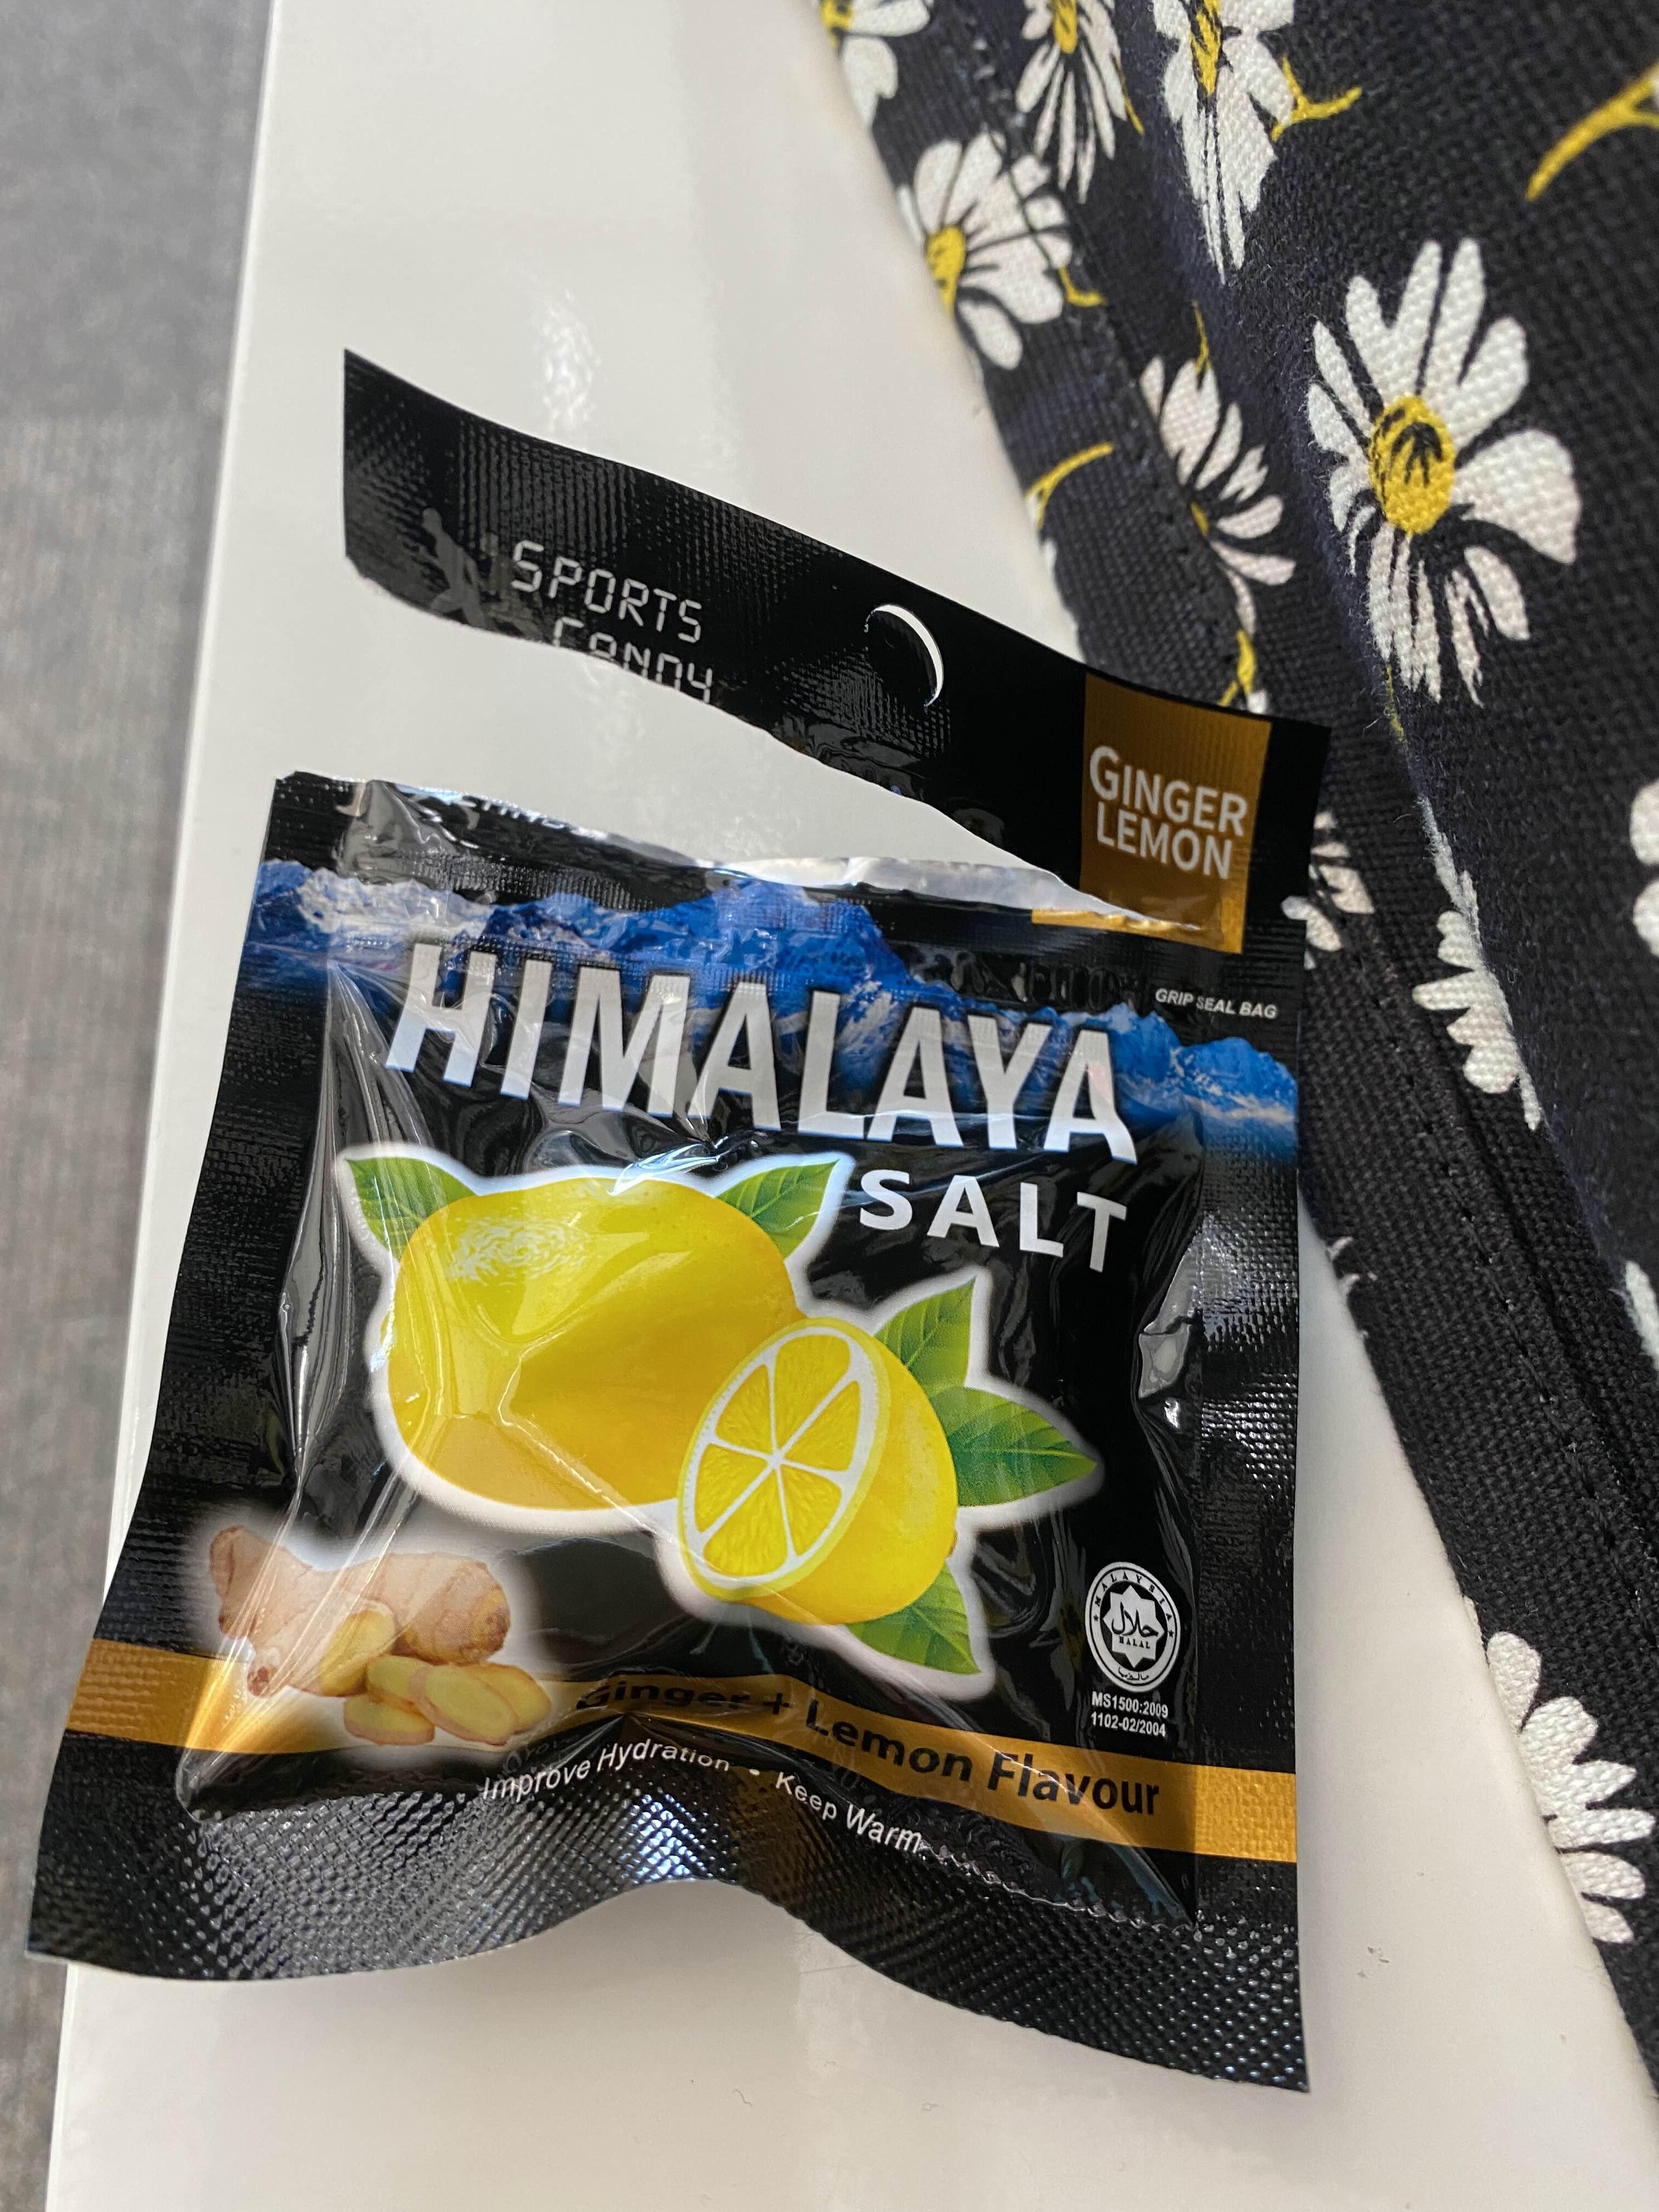 SPORTS
CANDY
GINGER
LEMON
GRIP SEAL BAG
HIMALAYA
SALT
MALAYSIA
حلال
HALAL
مليسيا
MS1500:2009
1102-02/2004
Ginger + Lemon Flavour
Improve Hydration • Keep Warm